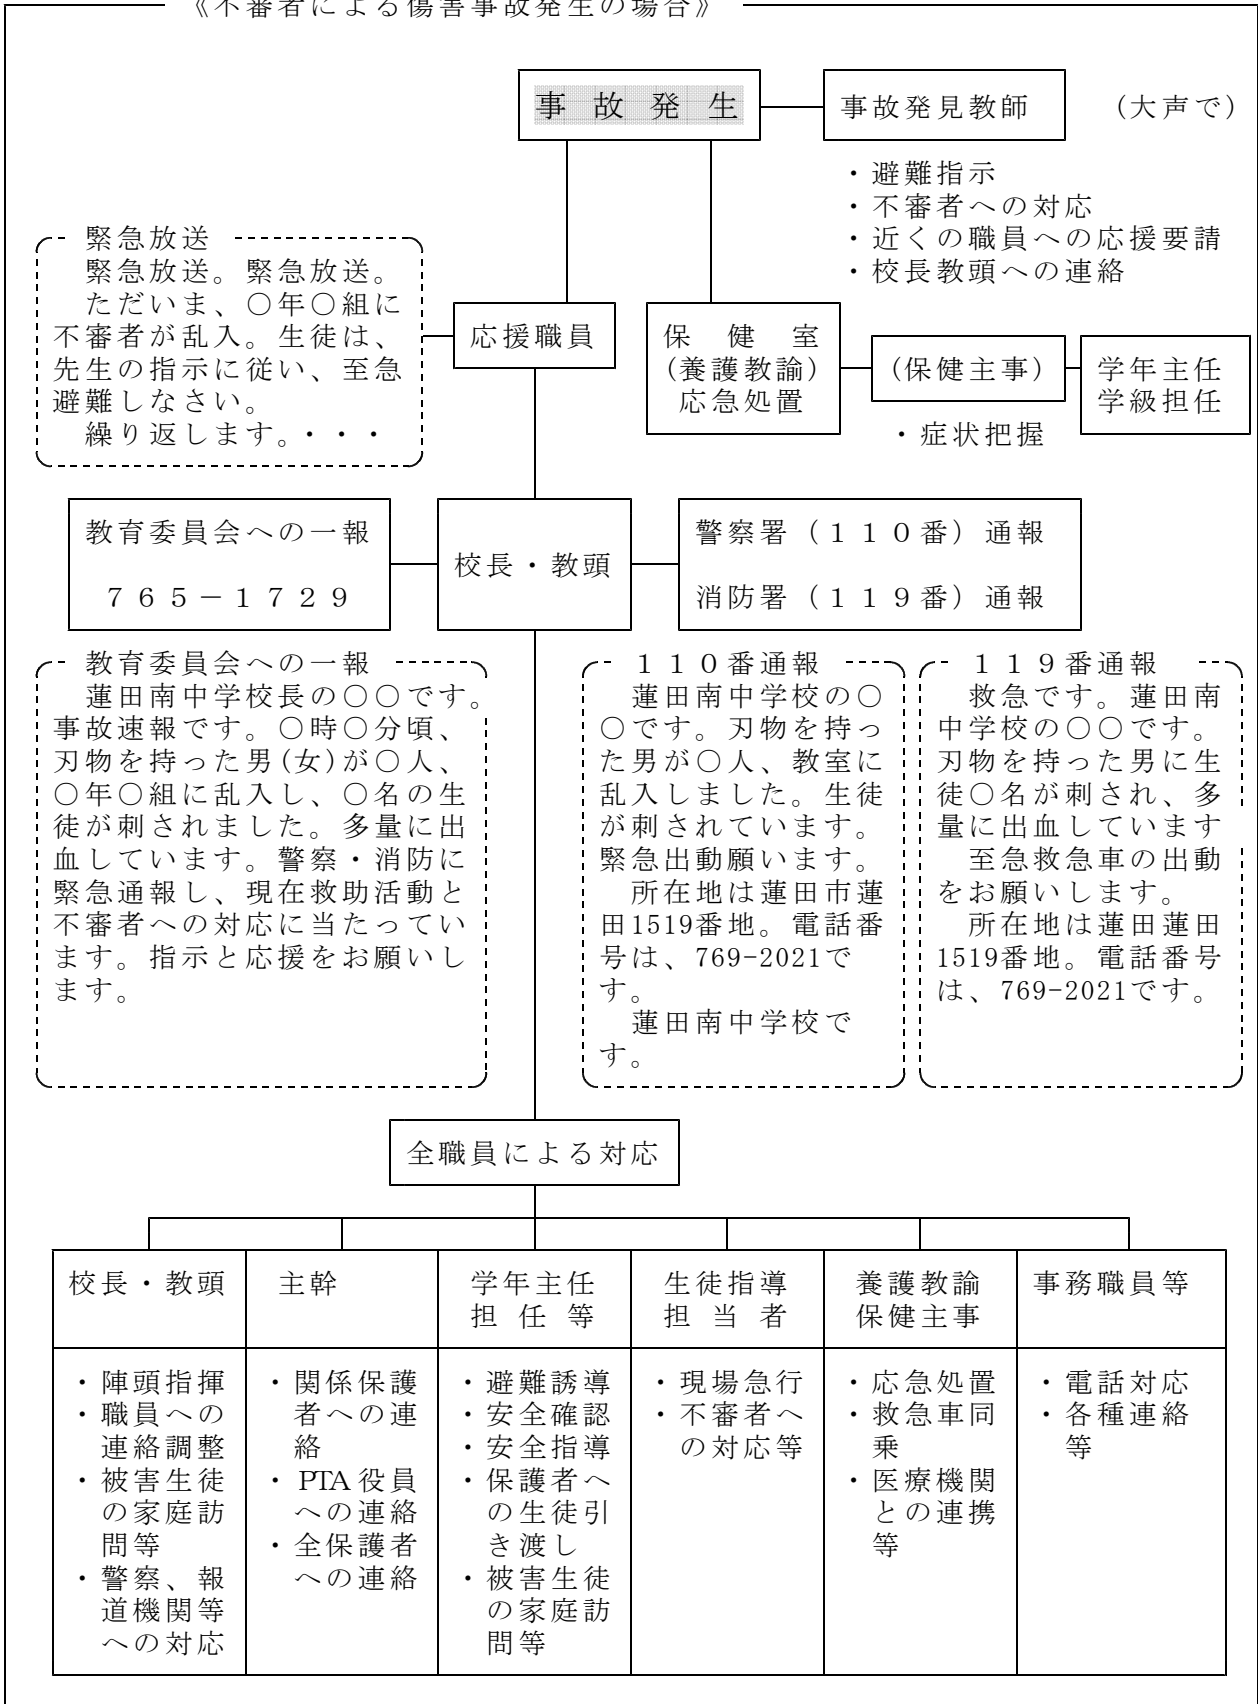 《不審者による傷害事故発生の場合》
事故発生
事故発見教師
(大声で)
・避難指示
・不審者への対応
・近くの職員への応援要請
・校長教頭への連絡
緊急放送
緊急放送。緊急放送。
ただいま、〇年〇組に
不審者が乱入。生徒は、
先生の指示に従い、至急
避難しなさい。
繰り返します。・・・
応援職員
保健室
(養護教諭)
応急処置
(保健主事)
・症状把握
学年主任
学級担任
教育委員会への一報
765-1729
校長・教頭
警察署(110番)通報
消防署(119番)通報
教育委員会への一報
蓮田南中学校長の〇〇です。
事故速報です。〇時〇分頃、
刃物を持った男(女)が〇人、
〇年〇組に乱入し、〇名の生
徒が刺されました。多量に出
血しています。警察・消防に
緊急通報し、現在救助活動と
不審者への対応に当たってい
ます。指示と応援をお願いし
ます。
110番通報
蓮田南中学校の〇
〇です。刃物を持っ
た男が〇人、教室に
乱入しました。生徒
が刺されています。
緊急出動願います。
所在地は蓮田市蓮
田1519番地。電話番
号は、769-2021で
す。
蓮田南中学校で
す。
119番通報
救急です。蓮田南
中学校の〇〇です。
刃物を持った男に生
徒〇名が刺され、多
量に出血しています
至急救急車の出動
をお願いします。
所在地は蓮田蓮田
1519番地。電話番号
は、769-2021です。
全職員による対応
校長・教頭
・陣頭指揮
・職員への
連絡調整
・被害生徒
の家庭訪
問等
・警察、報
道機関等
への対応
主幹
・関係保護
者への連
絡
・PTA役員
への連絡
・全保護者
への連絡
学年主任
担任等
・避難誘導
・安全確認
・安全指導
・保護者へ
の生徒引
き渡し
・被害生徒
の家庭訪
問等
生徒指導
担当者
・現場急行
・不審者へ
の対応等
養護教諭
保健主事
・応急処置
・救急車同
乗
・医療機関
との連携
等
事務職員等
・電話対応
・各種連絡
等